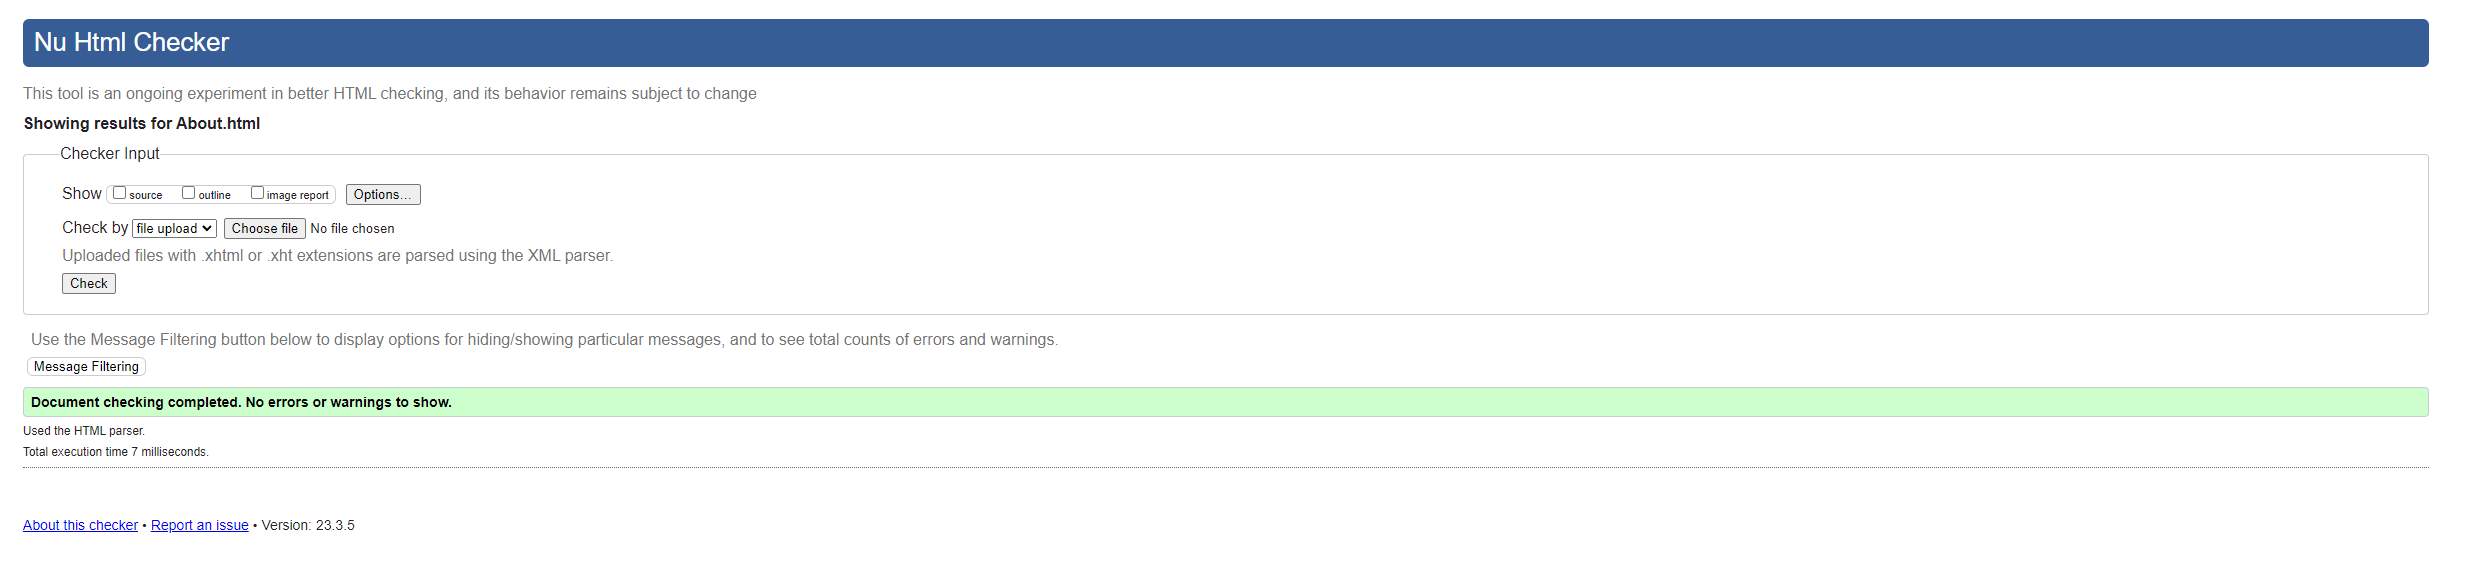 Nu Html Checker
This tool is an ongoing experiment in better HTML checking, and its behavior remains subject to change
Showing results for About.html
Checker Input
Show source outline image report Options...
Check by file upload Choose file No file chosen
Uploaded files with .xhtml or .xht extensions are parsed using the XML parser.
Check
Use the Message Filtering button below to display options for hiding/showing particular messages, and to see total counts of errors and warnings.
Message Filtering
Document checking completed. No errors or warnings to show.
Used the HTML parser.
Total execution time 7 milliseconds.
About this checker • Report an issue • Version: 23.3.5